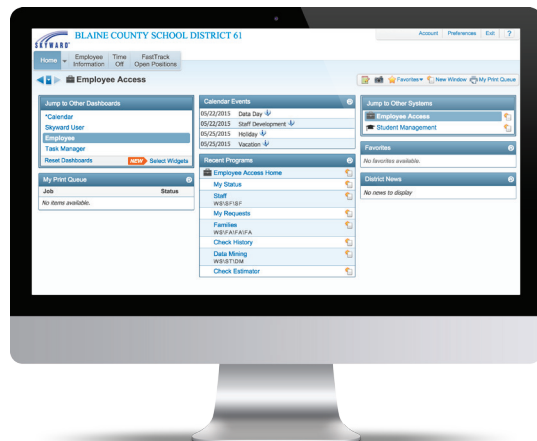 BLAINE COUNTY SCHOOL DISTRICT 61
SKYWARD®
Account Preferences Exit ?
Home
Employee Information
Time Off
FastTrack Open Positions
Employee Access
Favorites New Window My Print Queue
Jump to Other Dashboards
*Calendar
Skyward User
Employee
Task Manager
Reset Dashboards NEW Select Widgets
My Print Queue
Job Status
No items available.
Calendar Events
05/22/2015 Data Day
05/22/2015 Staff Development
05/25/2015 Holiday
05/25/2015 Vacation
Recent Programs
Employee Access Home
My Status
Staff
WS\SF\SF
My Requests
Families
WS\FA\FA\FA
Check History
Data Mining
WS\ST\DM
Check Estimator
Jump to Other Systems
Employee Access
Student Management
Favorites
No favorites available.
District News
No news to display